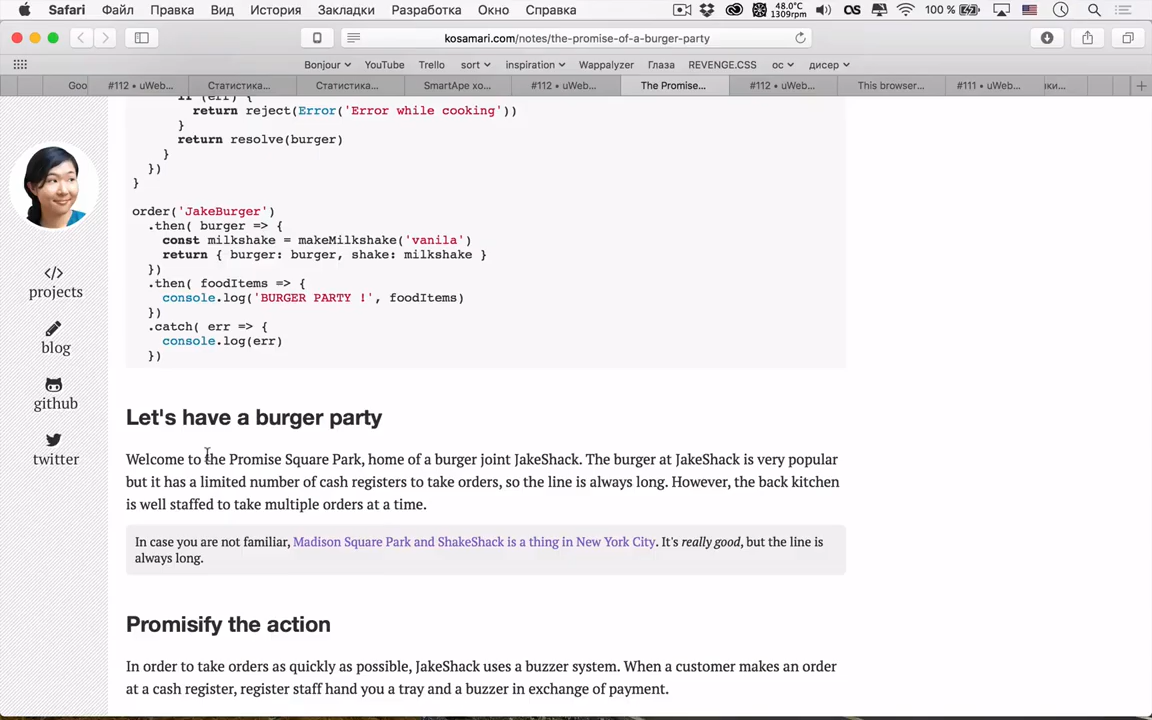 Safari Файл Правка Вид История Закладки Разработка Окно Справка 48.0°C 1309rpm 100 %
kosamari.com/notes/the-promise-of-a-burger-party
Bonjour YouTube Trello sort inspiration Wappalyzer Глаза REVENGE.CSS ос дисер
Goo #112 • uWeb... Статистика... Статистика... SmartApe хо... #112 • uWeb... The Promise... #112 • uWeb... This browser... #111 • uWeb... ки...
if (err) {
return reject(Error('Error while cooking'))
}
return resolve(burger)
}
})
}
order('JakeBurger')
.then( burger => {
const milkshake = makeMilkshake('vanila')
return { burger: burger, shake: milkshake }
})
.then( foodItems => {
console.log('BURGER PARTY !', foodItems)
})
.catch( err => {
console.log(err)
})
projects
blog
github
twitter
Let's have a burger party
Welcome to the Promise Square Park, home of a burger joint JakeShack. The burger at JakeShack is very popular
but it has a limited number of cash registers to take orders, so the line is always long. However, the back kitchen
is well staffed to take multiple orders at a time.
In case you are not familiar, Madison Square Park and ShakeShack is a thing in New York City. It's really good, but the line is
always long.
Promisify the action
In order to take orders as quickly as possible, JakeShack uses a buzzer system. When a customer makes an order
at a cash register, register staff hand you a tray and a buzzer in exchange of payment.